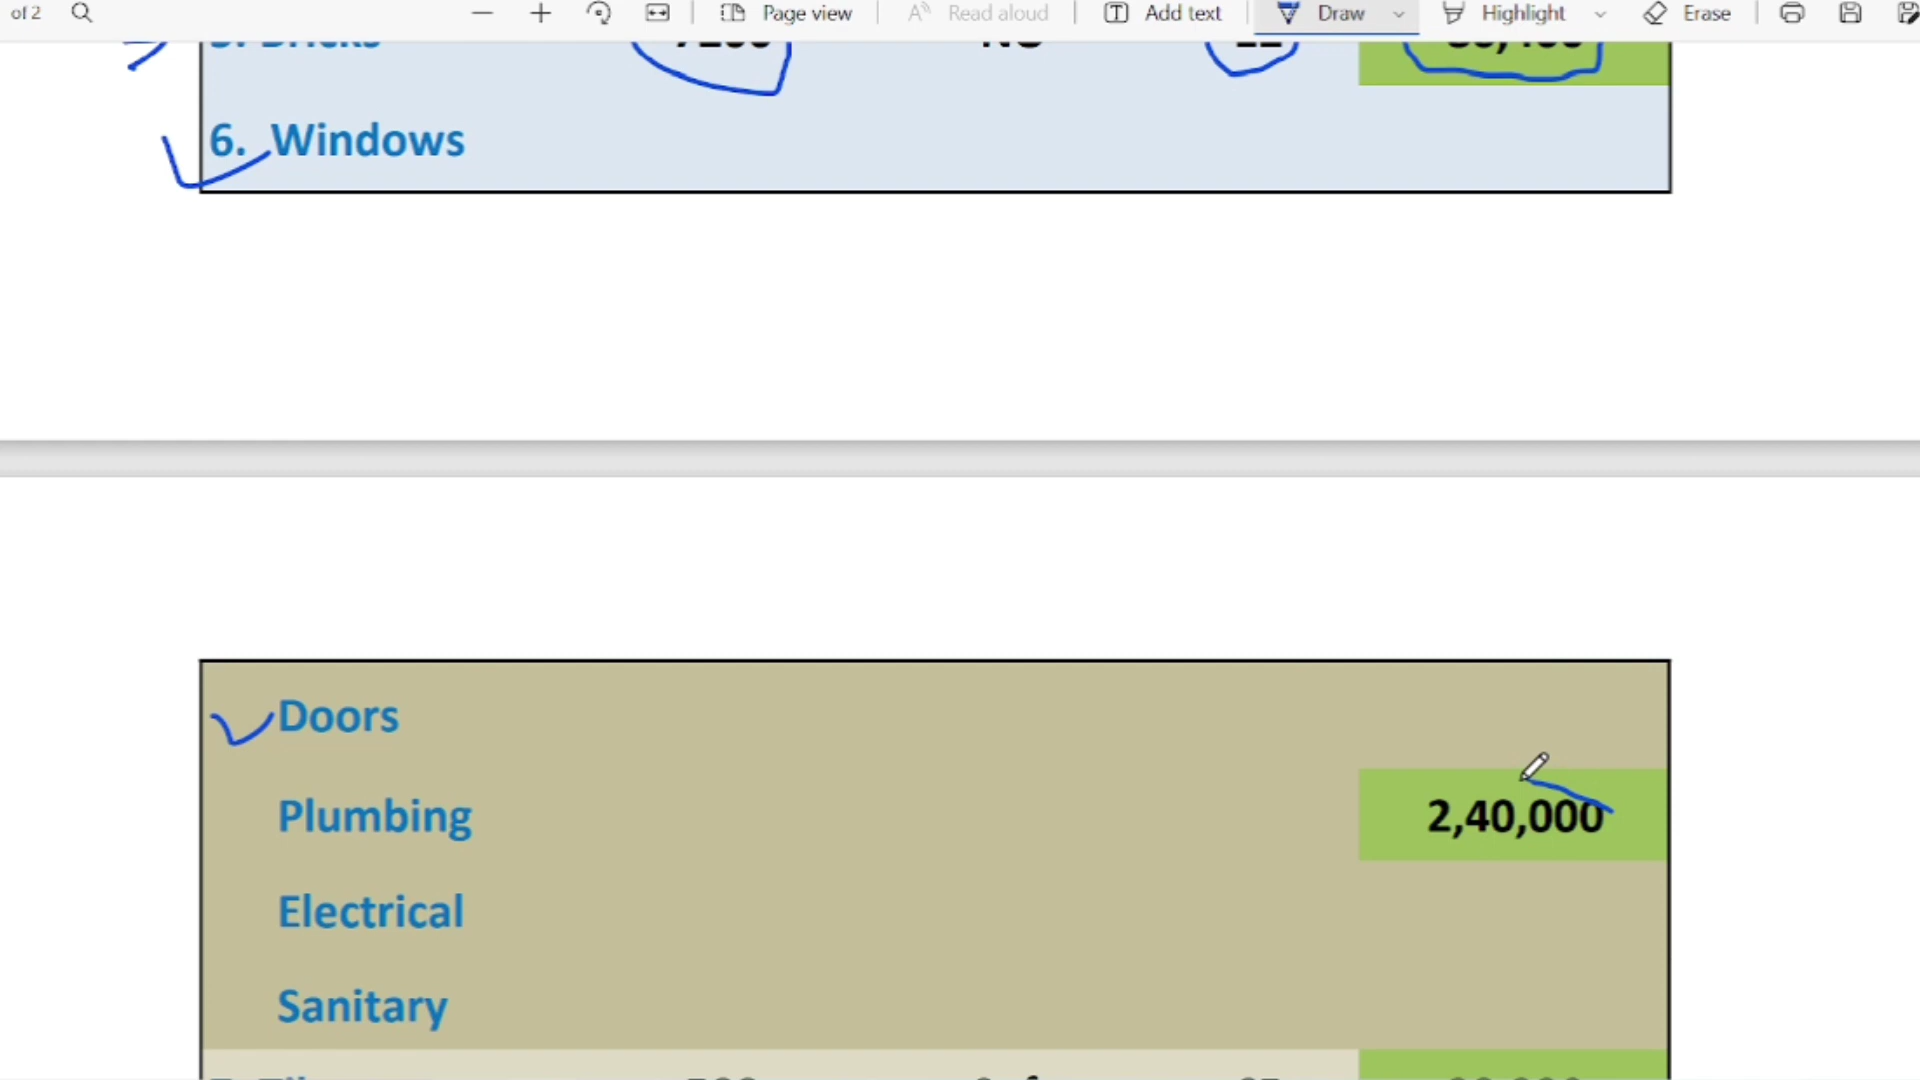 of 2 Page view Read aloud Add text Draw Highlight Erase
6. Windows
Doors
Plumbing 2,40,000
Electrical
Sanitary